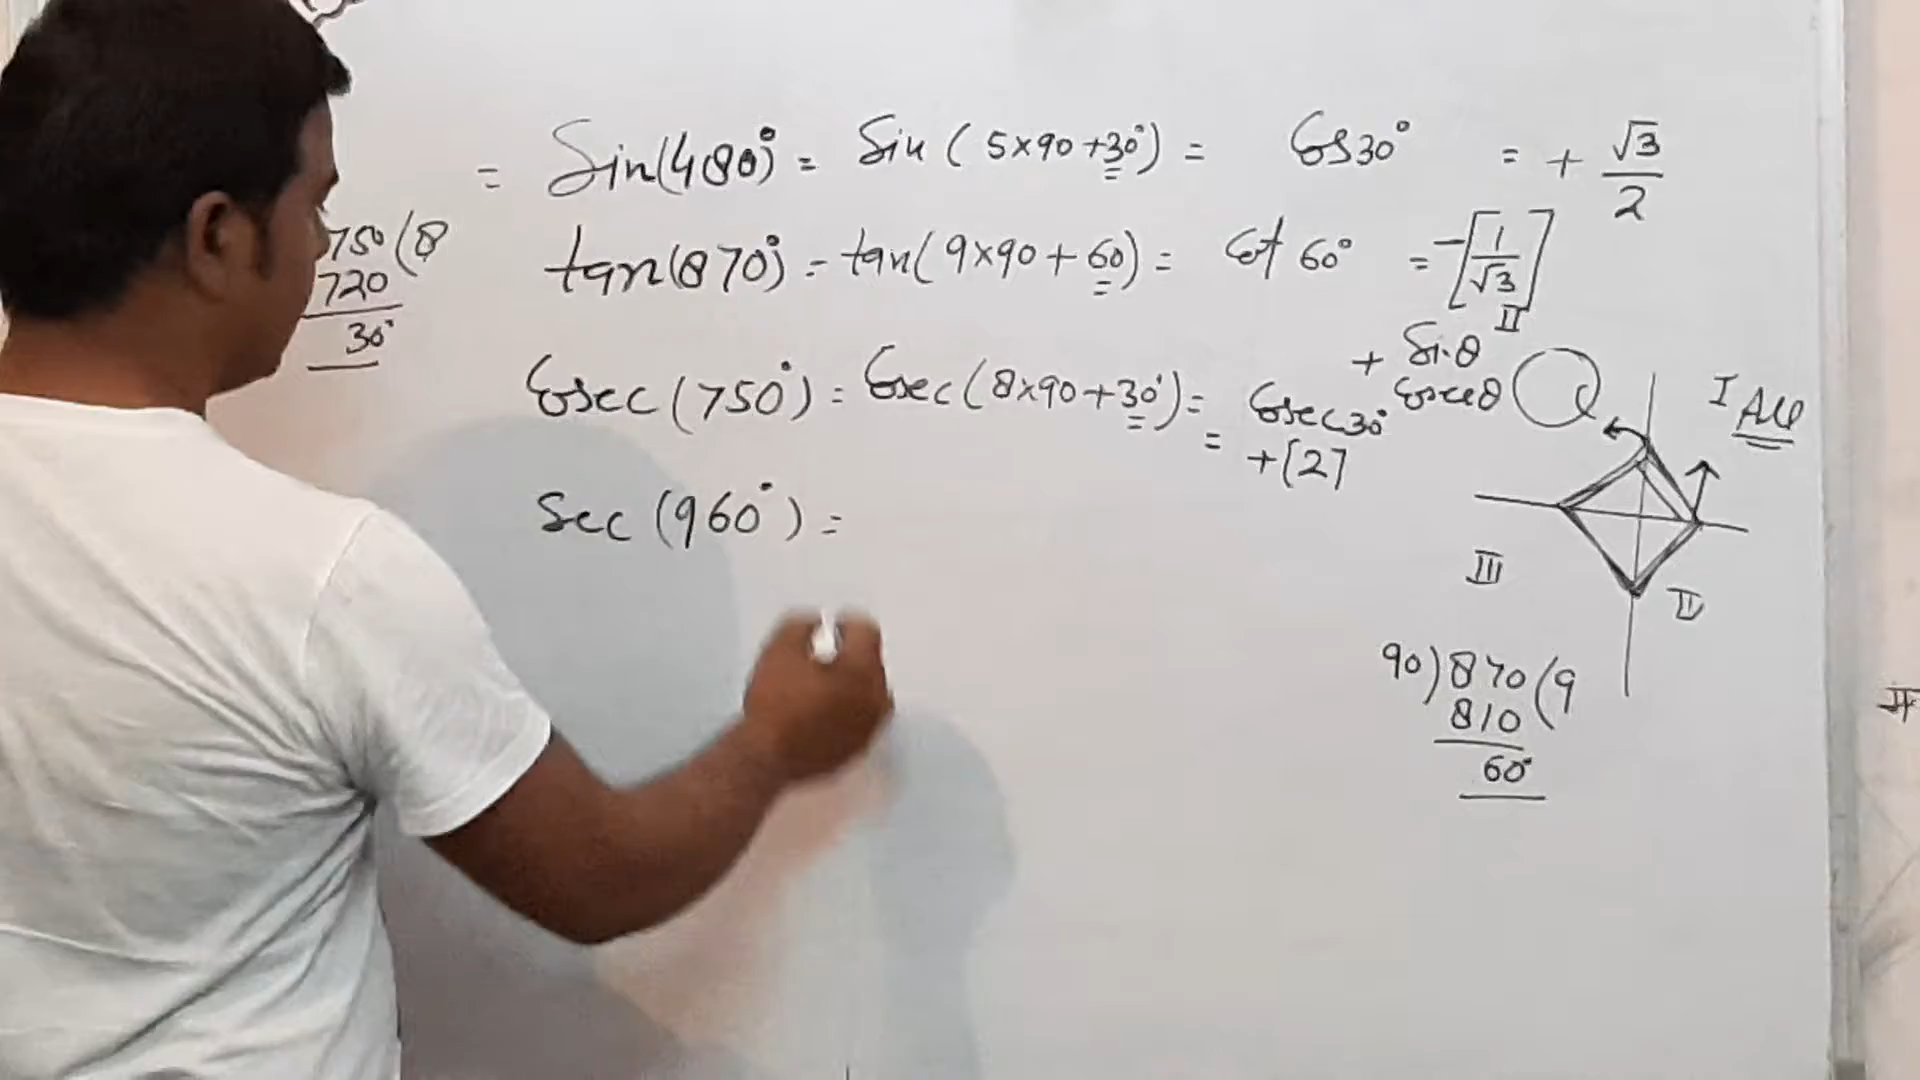 = Sin(480°) = Sin ( 5×90 +30°) = Cos30° = + √3/2
750 (8
720
30°
tan(870°) = tan( 9×90 + 60) = Cot 60° = -[1/√3]
II
+ Sinθ
Cosecθ
I All
Cosec (750°) = Cosec (8×90+30°) = Cosec30°
= +[2]
Sec (960°) =
III
IV
90) 870 (9
810
60°